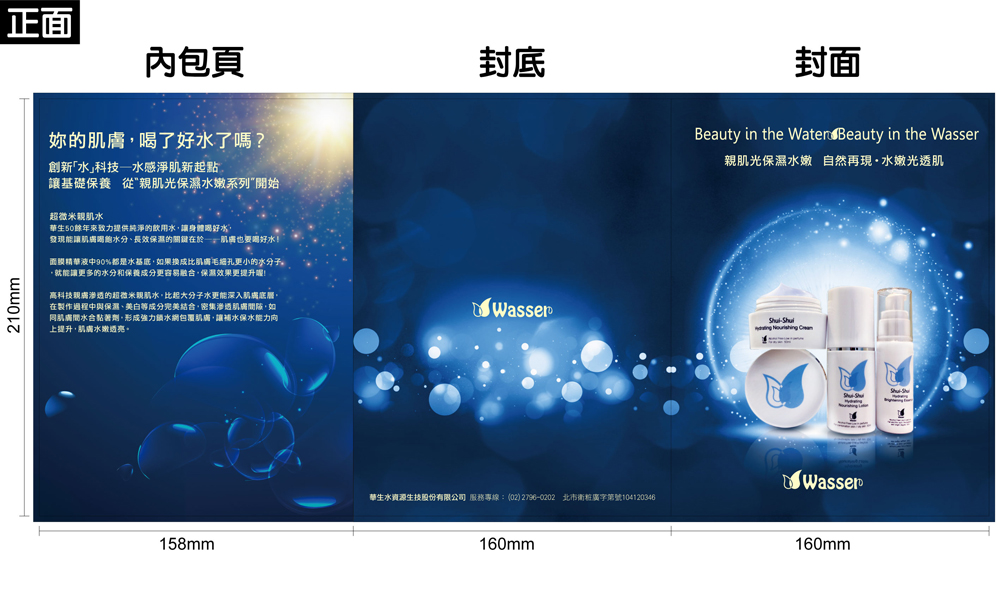 正面
內包頁
封底
封面
妳的肌膚，喝了好水了嗎？
創新「水」科技—水感淨肌新起點
讓基礎保養 從"親肌光保濕水嫩系列"開始
超微米親肌水
華生50餘年來致力提供純淨的飲用水，讓身體喝好水，
發現能讓肌膚喝飽水分、長效保濕的關鍵在於……肌膚也要喝好水！
面膜精華液中90%都是水基底，如果換成比肌膚毛細孔更小的水分子
，就能讓更多的水分和保養成分更容易融合，保濕效果更提升喔！
高科技親膚滲透的超微米親肌水，比起大分子水更能深入肌膚底層，
在製作過程中與保濕、美白等成分完美結合，密集滲透肌膚間隙，如
同肌膚間水合黏著劑，形成強力鎖水網包覆肌膚，讓補水保水能力向
上提升，肌膚水嫩透亮。
Wasser
華生水資源生技股份有限公司 服務專線：(02)2796-0202 北市衛粧廣字第號104120346
Beauty in the Water Beauty in the Wasser
親肌光保濕水嫩 自然再現・水嫩光透肌
Shui-Shui
Hydrating Nourishing Cream
Shui-Shui
Hydrating
Nourishing Lotion
Shui-Shui
Hydrating
Brightening Essence
Wasser
210mm
158mm
160mm
160mm